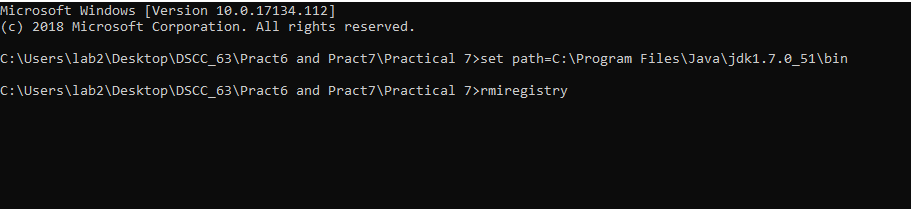 Microsoft Windows [Version 10.0.17134.112]
(c) 2018 Microsoft Corporation. All rights reserved.
C:\Users\lab2\Desktop\DSCC_63\Pract6 and Pract7\Practical 7>set path=C:\Program Files\Java\jdk1.7.0_51\bin
C:\Users\lab2\Desktop\DSCC_63\Pract6 and Pract7\Practical 7>rmiregistry